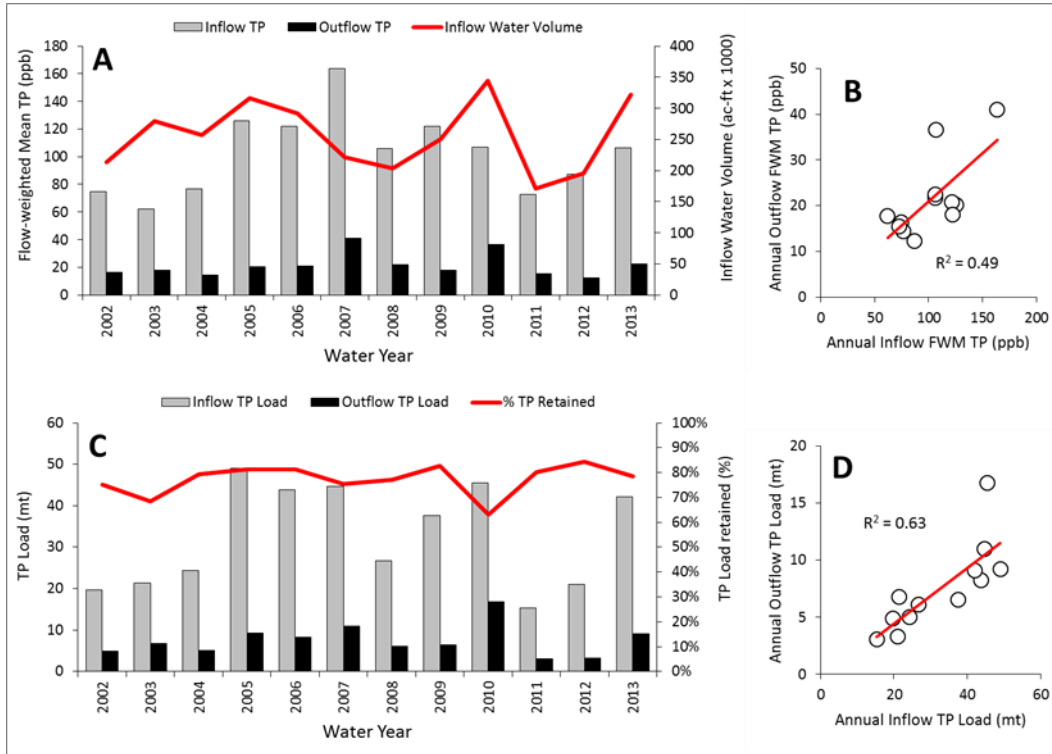 Inflow TP Outflow TP Inflow Water Volume
A
Flow-weighted Mean TP (ppb)
180
160
140
120
100
80
60
40
20
0
400
350
300
250
200
150
100
50
0
Inflow Water Volume (ac-ft x 1000)
2002 2003 2004 2005 2006 2007 2008 2009 2010 2011 2012 2013
Water Year
B
Annual Outflow FWM TP (ppb)
50
40
30
20
10
0
R² = 0.49
0 50 100 150 200
Annual Inflow FWM TP (ppb)
Inflow TP Load Outflow TP Load % TP Retained
C
TP Load (mt)
60
50
40
30
20
10
0
100%
90%
80%
70%
60%
50%
40%
30%
20%
10%
0%
TP Load retained (%)
2002 2003 2004 2005 2006 2007 2008 2009 2010 2011 2012 2013
Water Year
D
Annual Outflow TP Load (mt)
20
15
10
5
0
R² = 0.63
0 20 40 60
Annual Inflow TP Load (mt)